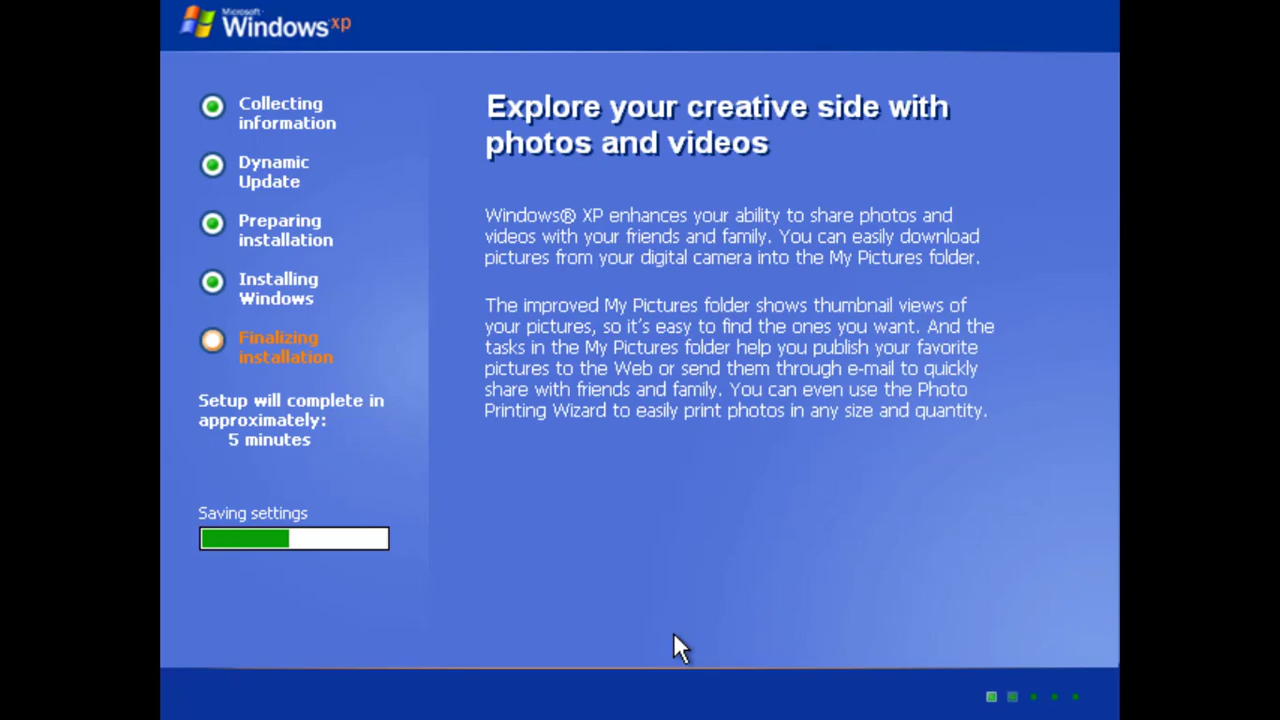 Microsoft
Windows xp
Collecting
information
Dynamic
Update
Preparing
installation
Installing
Windows
Finalizing
installation
Setup will complete in
approximately:
5 minutes
Saving settings
Explore your creative side with
photos and videos
Windows® XP enhances your ability to share photos and
videos with your friends and family. You can easily download
pictures from your digital camera into the My Pictures folder.
The improved My Pictures folder shows thumbnail views of
your pictures, so it's easy to find the ones you want. And the
tasks in the My Pictures folder help you publish your favorite
pictures to the Web or send them through e-mail to quickly
share with friends and family. You can even use the Photo
Printing Wizard to easily print photos in any size and quantity.